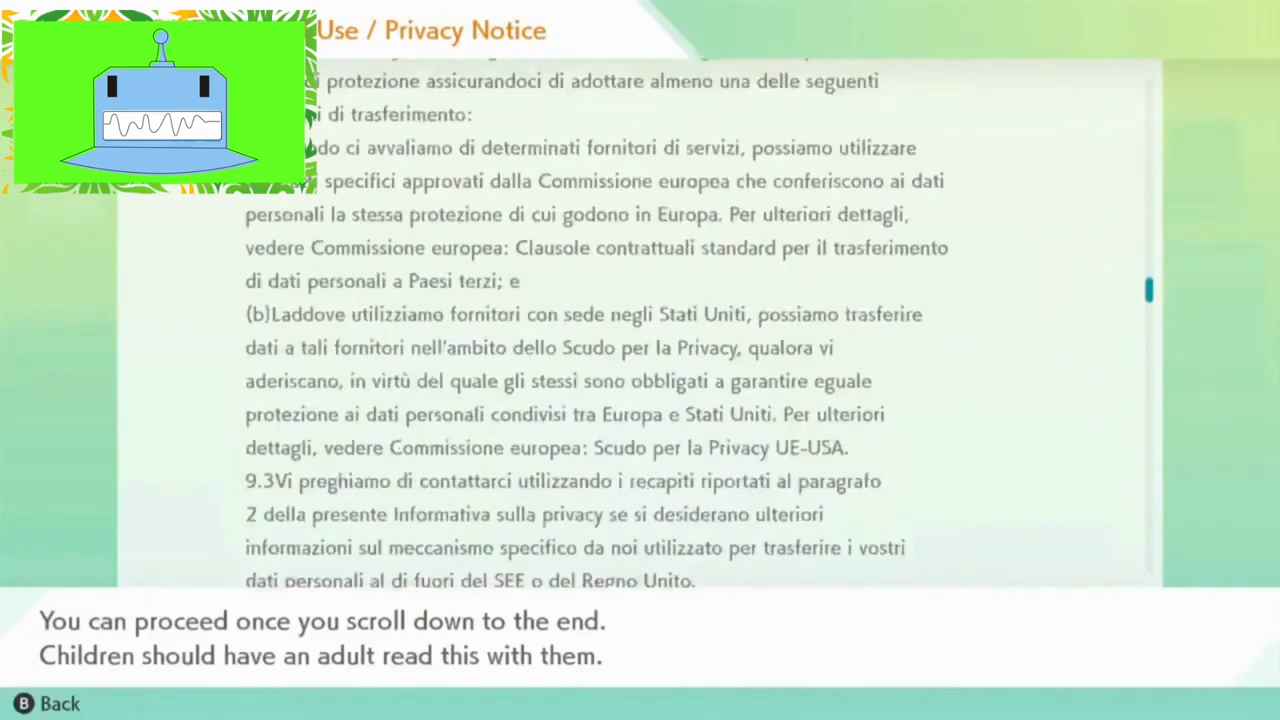 Use / Privacy Notice
di protezione assicurandoci di adottare almeno una delle seguenti
i di trasferimento:
do ci avvaliamo di determinati fornitori di servizi, possiamo utilizzare
specifici approvati dalla Commissione europea che conferiscono ai dati
personali la stessa protezione di cui godono in Europa. Per ulteriori dettagli,
vedere Commissione europea: Clausole contrattuali standard per il trasferimento
di dati personali a Paesi terzi; e
(b)Laddove utilizziamo fornitori con sede negli Stati Uniti, possiamo trasferire
dati a tali fornitori nell'ambito dello Scudo per la Privacy, qualora vi
aderiscano, in virtù del quale gli stessi sono obbligati a garantire eguale
protezione ai dati personali condivisi tra Europa e Stati Uniti. Per ulteriori
dettagli, vedere Commissione europea: Scudo per la Privacy UE-USA.
9.3Vi preghiamo di contattarci utilizzando i recapiti riportati al paragrafo
2 della presente Informativa sulla privacy se si desiderano ulteriori
informazioni sul meccanismo specifico da noi utilizzato per trasferire i vostri
dati personali al di fuori del SEE o del Regno Unito.
You can proceed once you scroll down to the end.
Children should have an adult read this with them.
B Back